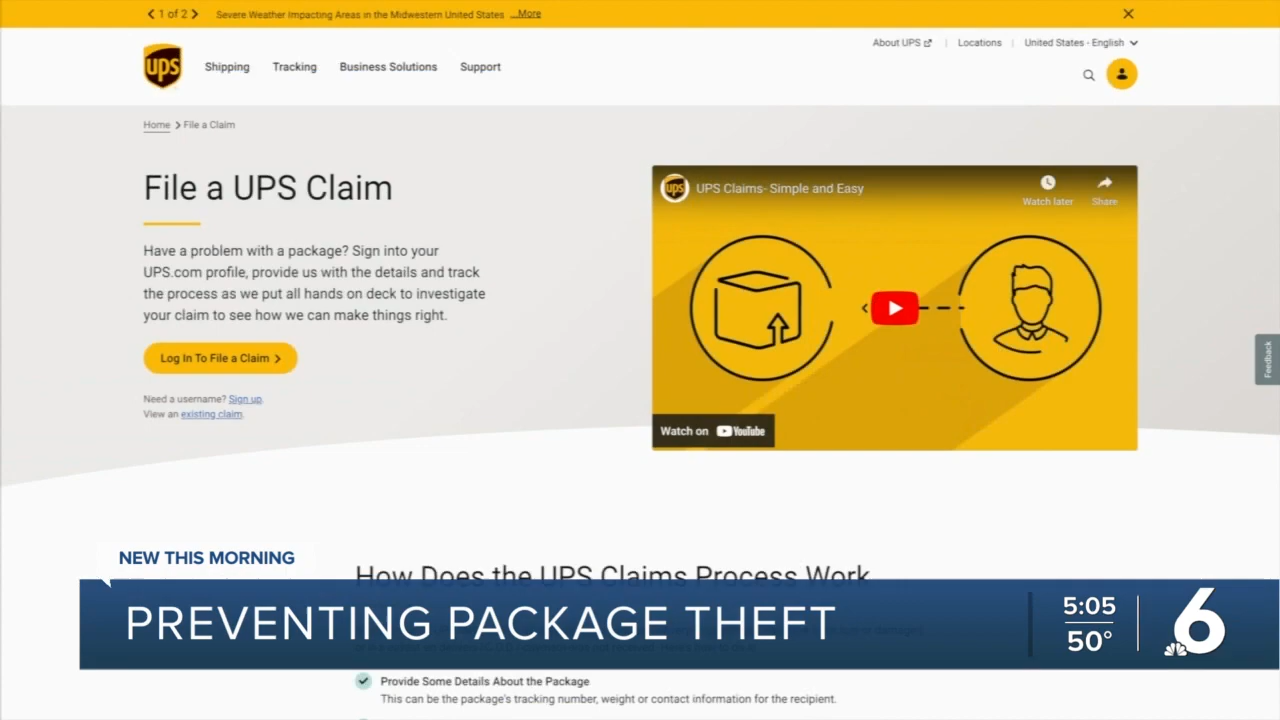 1 of 2
Severe Weather Impacting Areas in the Midwestern United States ...More
About UPS
Locations
United States - English
ups
Shipping
Tracking
Business Solutions
Support
Home
File a Claim
File a UPS Claim
Have a problem with a package? Sign into your
UPS.com profile, provide us with the details and track
the process as we put all hands on deck to investigate
your claim to see how we can make things right.
Log In To File a Claim
Need a username? Sign up.
View an existing claim.
ups
UPS Claims- Simple and Easy
Watch later
Share
Watch on YouTube
Feedback
NEW THIS MORNING
How Does the UPS Claims Process Work
PREVENTING PACKAGE THEFT
5:05
50°
6
Provide Some Details About the Package
This can be the package's tracking number, weight or contact information for the recipient.